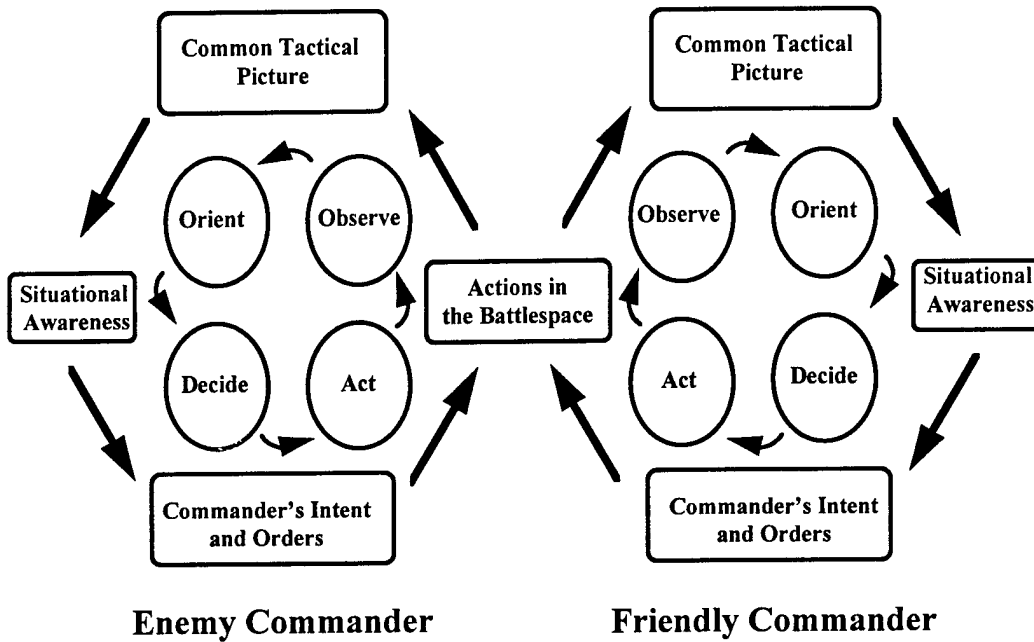 Common Tactical
Picture
Common Tactical
Picture
Orient
Observe
Observe
Orient
Situational
Awareness
Actions in
the Battlespace
Situational
Awareness
Decide
Act
Act
Decide
Commander's Intent
and Orders
Commander's Intent
and Orders
Enemy Commander
Friendly Commander